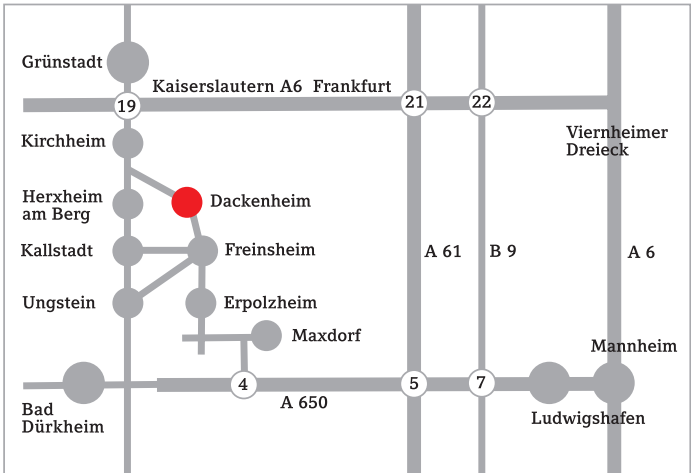 Grünstadt
Kaiserslautern A6 Frankfurt
19
21
22
Kirchheim
Viernheimer
Dreieck
Herxheim
am Berg
Dackenheim
Kallstadt
Freinsheim
A 61
B 9
A 6
Ungstein
Erpolzheim
Maxdorf
Mannheim
4
5
7
A 650
Bad
Dürkheim
Ludwigshafen